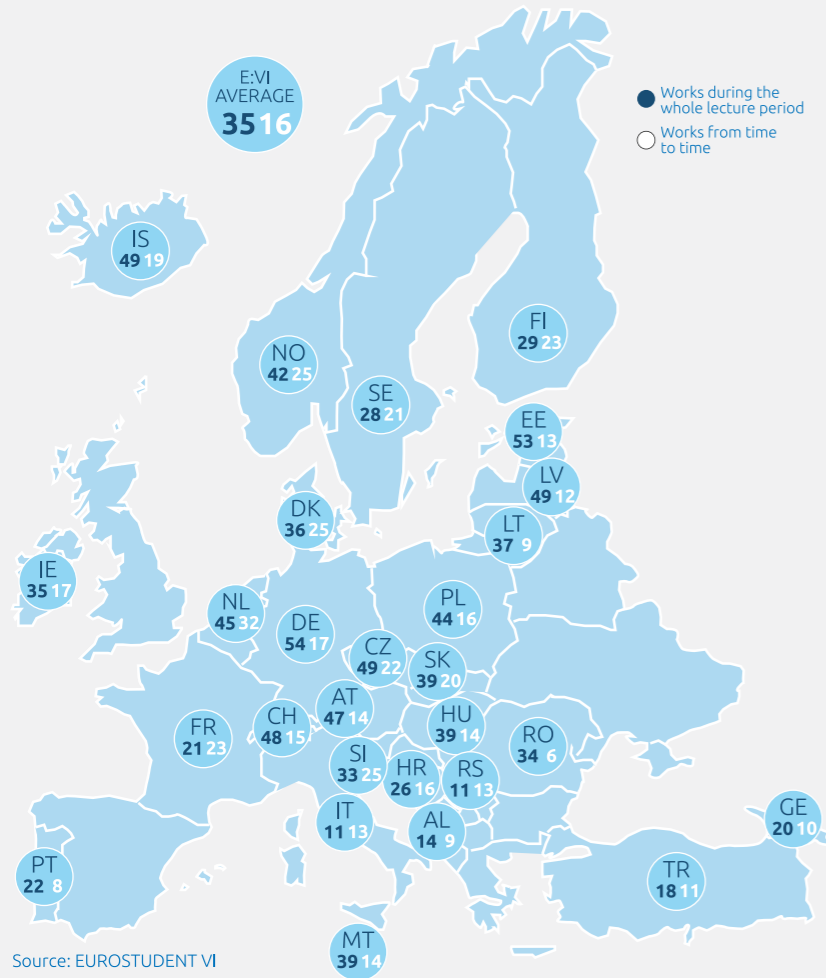 E:VI
AVERAGE
35 16
Works during the
whole lecture period
Works from time
to time
IS
49 19
FI
29 23
NO
42 25
SE
28 21
EE
53 13
LV
49 12
DK
36 25
LT
37 9
IE
35 17
NL
45 32
PL
44 16
DE
54 17
CZ
49 22
SK
39 20
AT
47 14
CH
48 15
HU
39 14
FR
21 23
RO
34 6
SI
33 25
HR
26 16
RS
11 13
IT
11 13
AL
14 9
GE
20 10
PT
22 8
TR
18 11
MT
39 14
Source: EUROSTUDENT VI